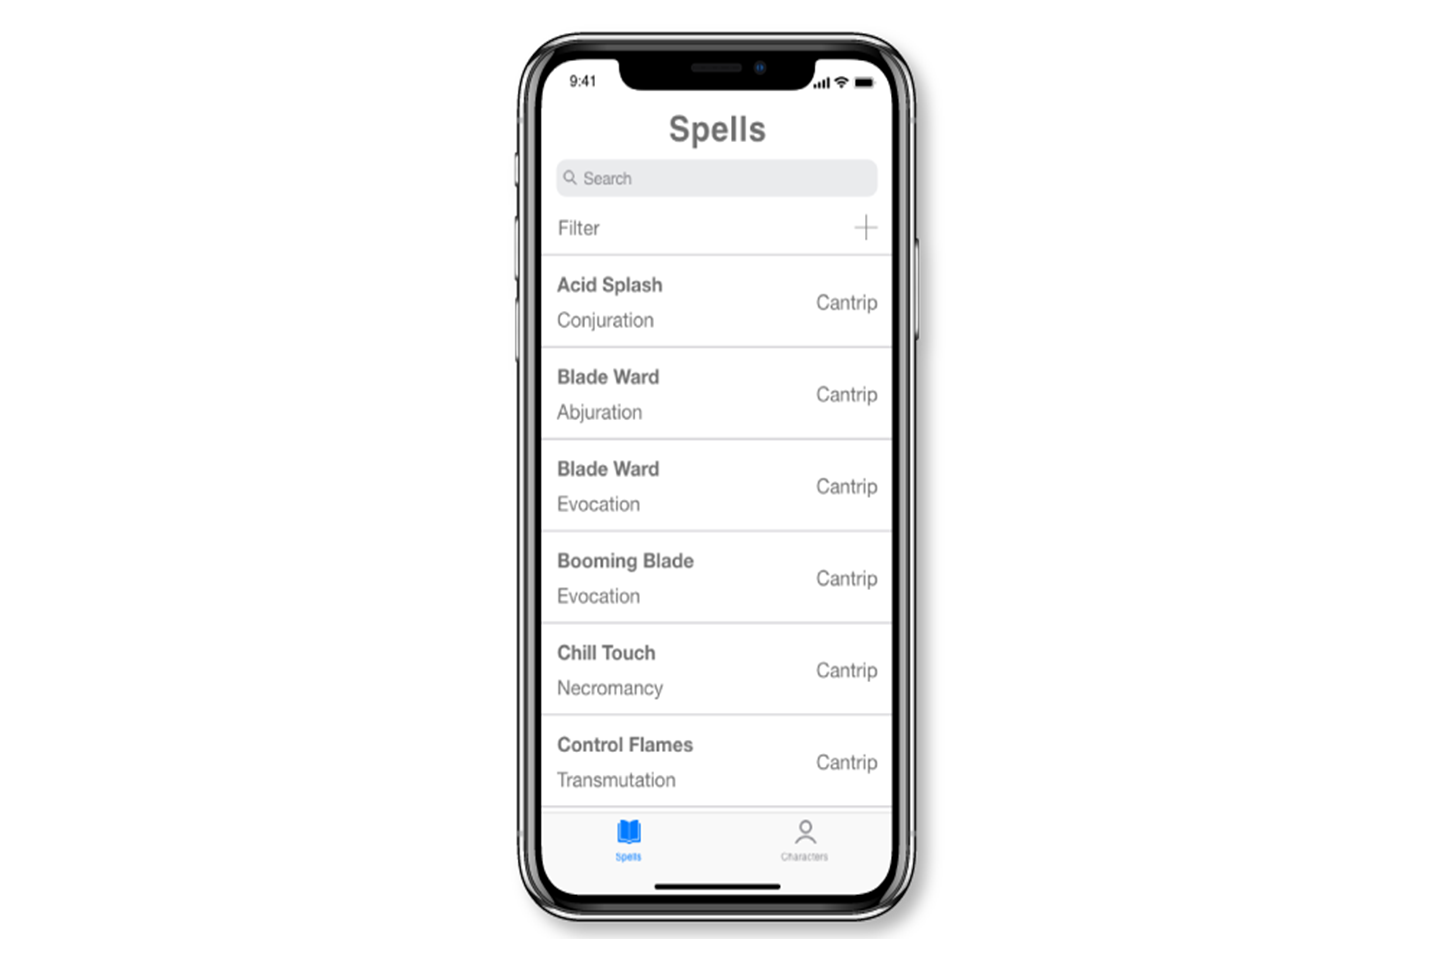 9:41
Spells
Search
Filter
Acid Splash
Cantrip
Conjuration
Blade Ward
Cantrip
Abjuration
Blade Ward
Cantrip
Evocation
Booming Blade
Cantrip
Evocation
Chill Touch
Cantrip
Necromancy
Control Flames
Cantrip
Transmutation
Spells
Characters